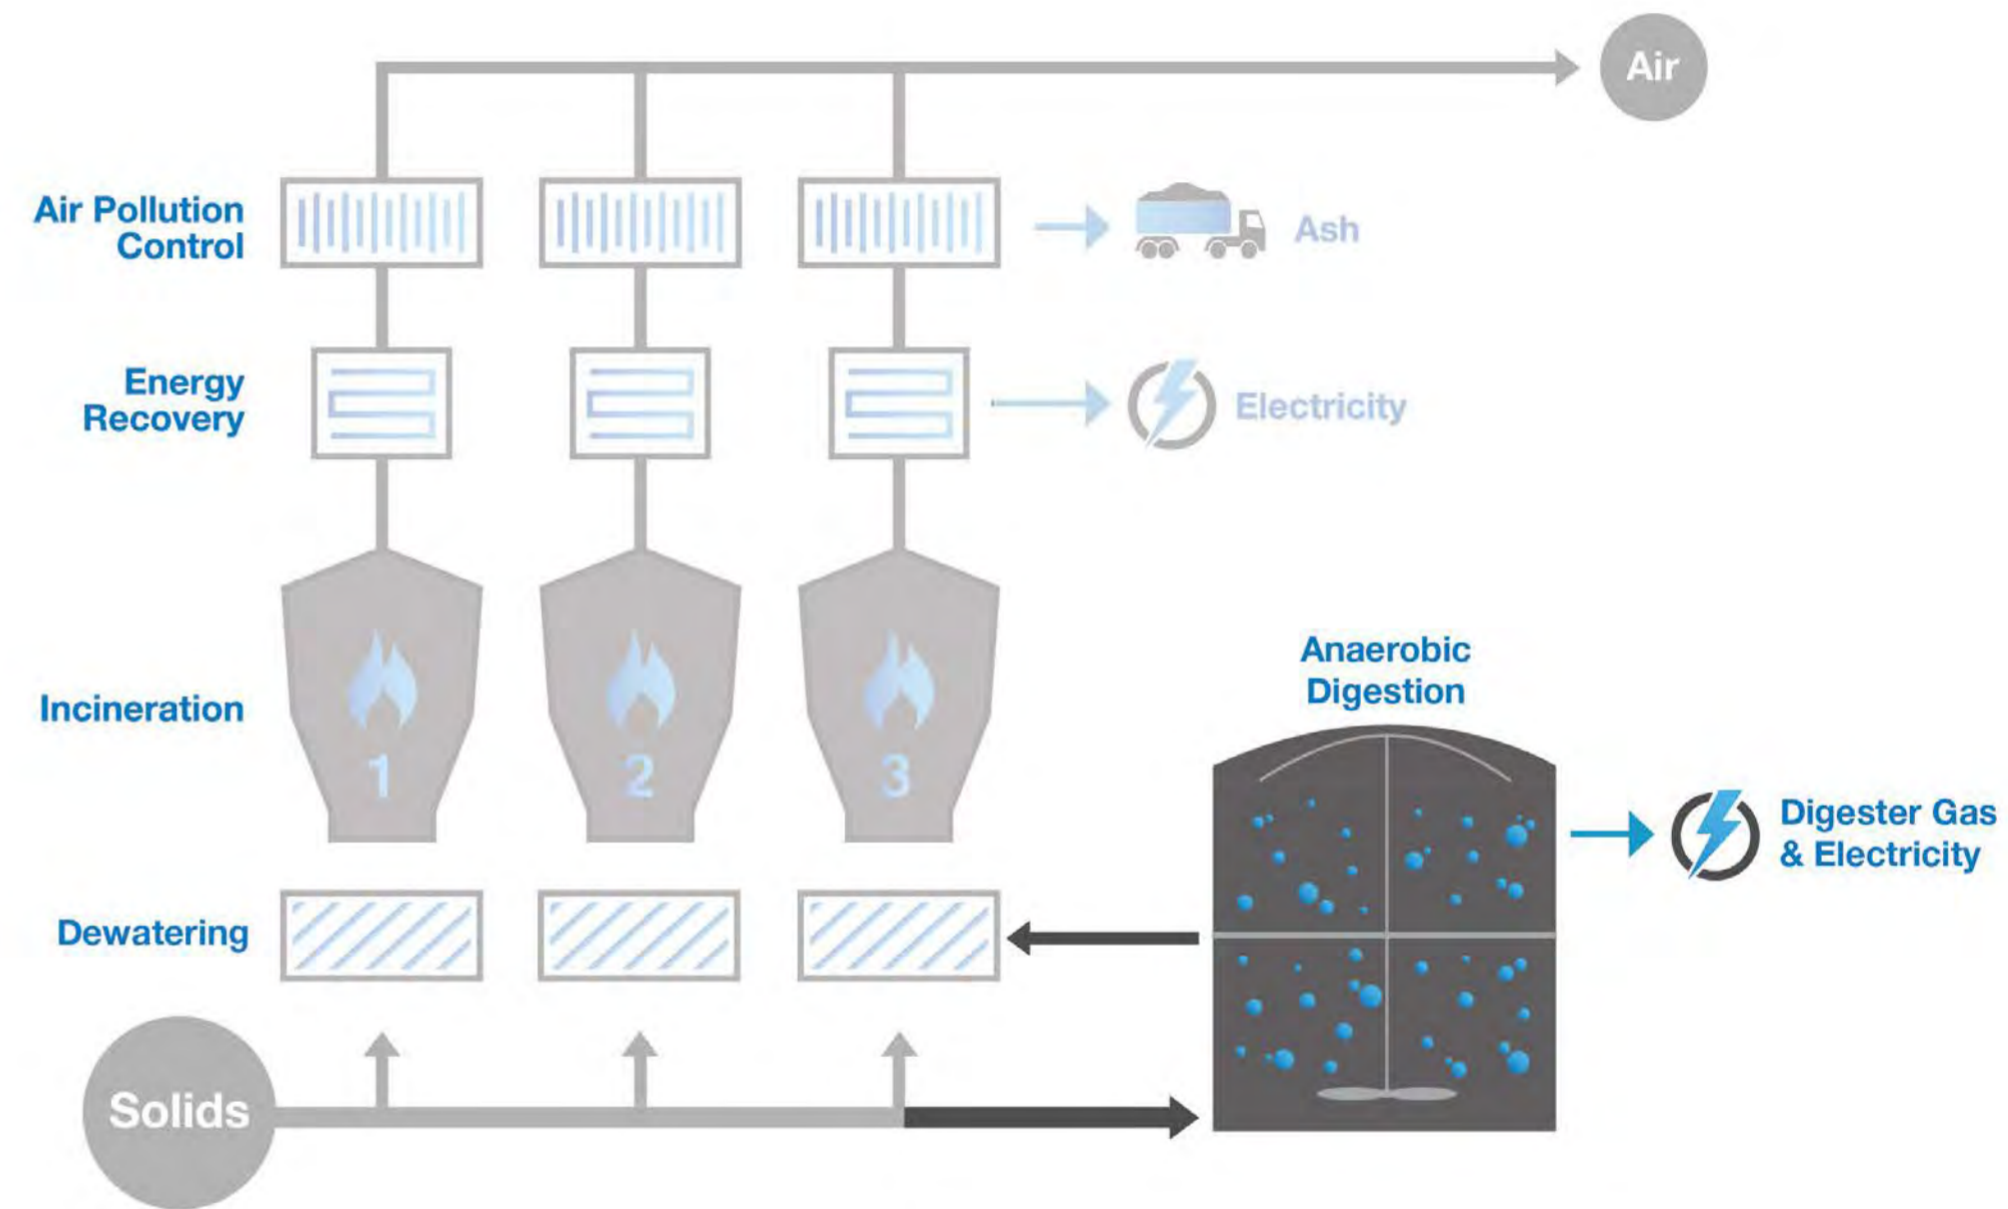 Air
Air Pollution
Control
Ash
Energy
Recovery
Electricity
Incineration
1
2
3
Anaerobic
Digestion
Digester Gas
& Electricity
Dewatering
Solids